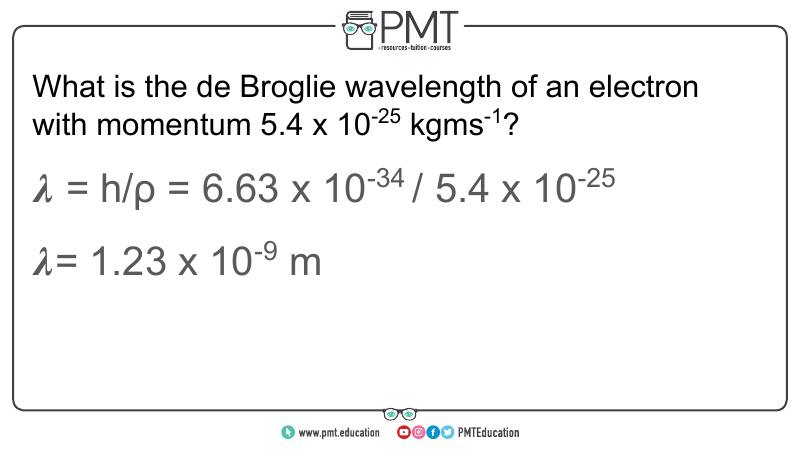 PMT
•resources•tuition•courses
What is the de Broglie wavelength of an electron
with momentum 5.4 x 10⁻²⁵ kgms⁻¹?
𝝀 = h/ρ = 6.63 x 10⁻³⁴ / 5.4 x 10⁻²⁵
𝝀= 1.23 x 10⁻⁹ m
www.pmt.education PMTEducation